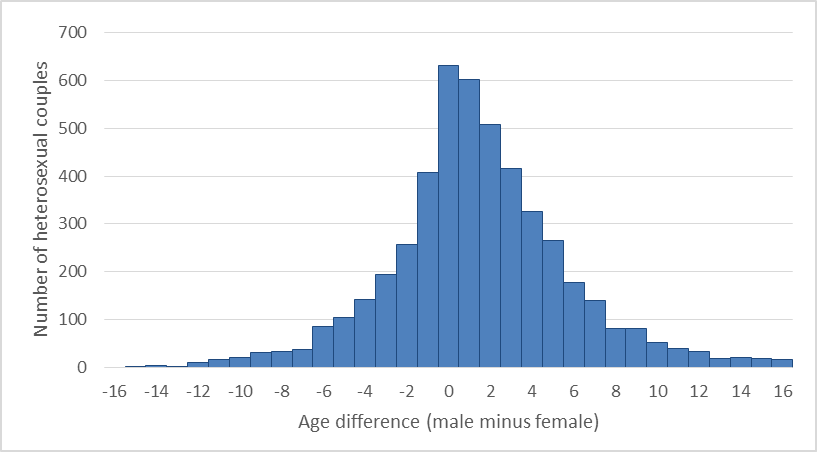 700
600
500
400
300
200
100
0
Number of heterosexual couples
-16 -14 -12 -10 -8 -6 -4 -2 0 2 4 6 8 10 12 14 16
Age difference (male minus female)